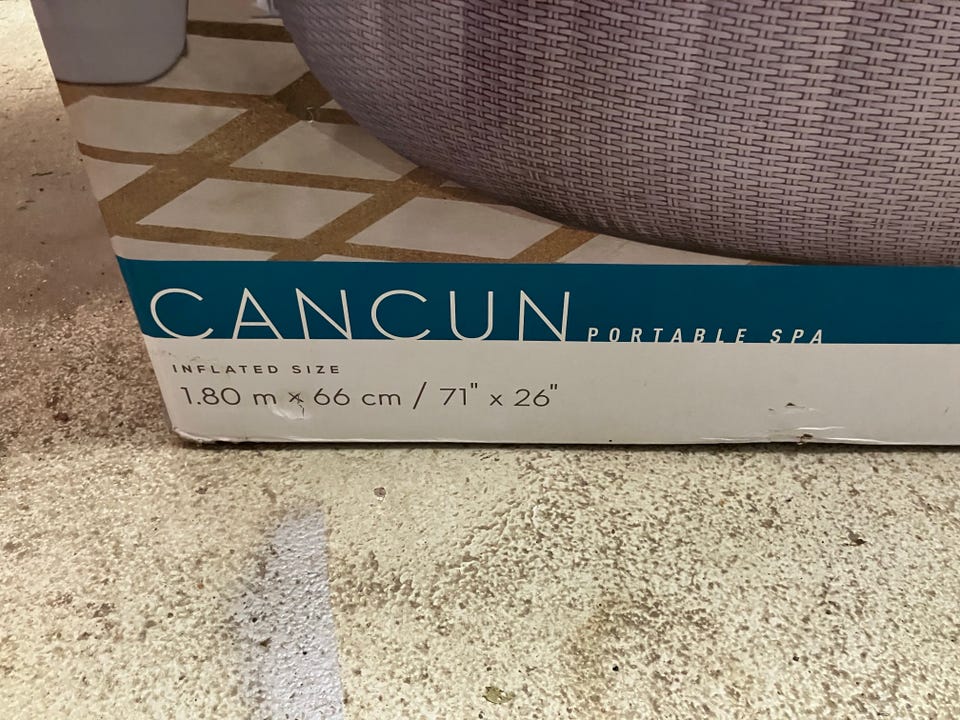 CANCUN PORTABLE SPA
INFLATED SIZE
1.80 m x 66 cm / 71" x 26"